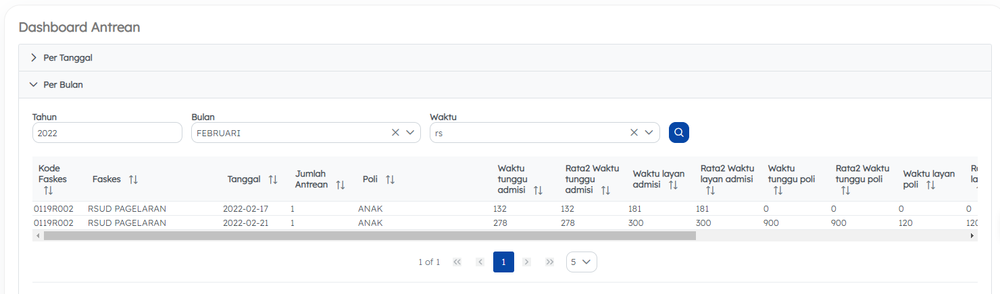 Dashboard Antrean
Per Tanggal
Per Bulan
Tahun Bulan Waktu
2022 FEBRUARI rs
Kode Faskes Faskes Tanggal Jumlah Antrean Poli Waktu tunggu admisi Rata2 Waktu tunggu admisi Waktu layan admisi Rata2 Waktu layan admisi Waktu tunggu poli Rata2 Waktu tunggu poli Waktu layan poli
0119R002 RSUD PAGELARAN 2022-02-17 1 ANAK 132 132 181 181 0 0 0 0
0119R002 RSUD PAGELARAN 2022-02-21 1 ANAK 278 278 300 300 900 900 120 120
1 of 1 1 5